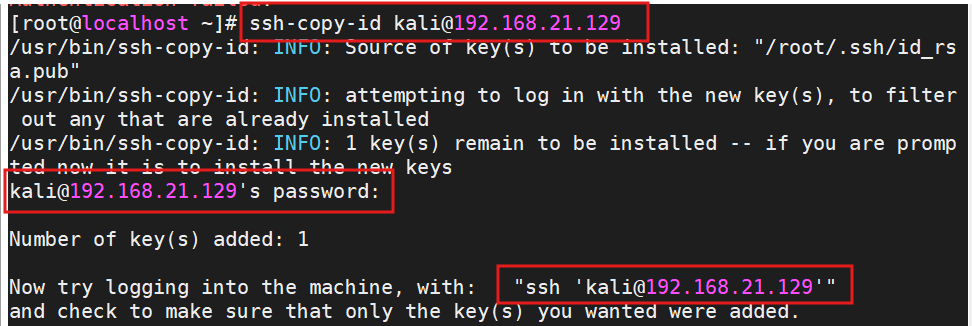 Authentication failed.
[root@localhost ~]# ssh-copy-id kali@192.168.21.129
/usr/bin/ssh-copy-id: INFO: Source of key(s) to be installed: "/root/.ssh/id_rs
a.pub"
/usr/bin/ssh-copy-id: INFO: attempting to log in with the new key(s), to filter
 out any that are already installed
/usr/bin/ssh-copy-id: INFO: 1 key(s) remain to be installed -- if you are promp
ted now it is to install the new keys
kali@192.168.21.129's password:
Number of key(s) added: 1
Now try logging into the machine, with:   "ssh 'kali@192.168.21.129'"
and check to make sure that only the key(s) you wanted were added.